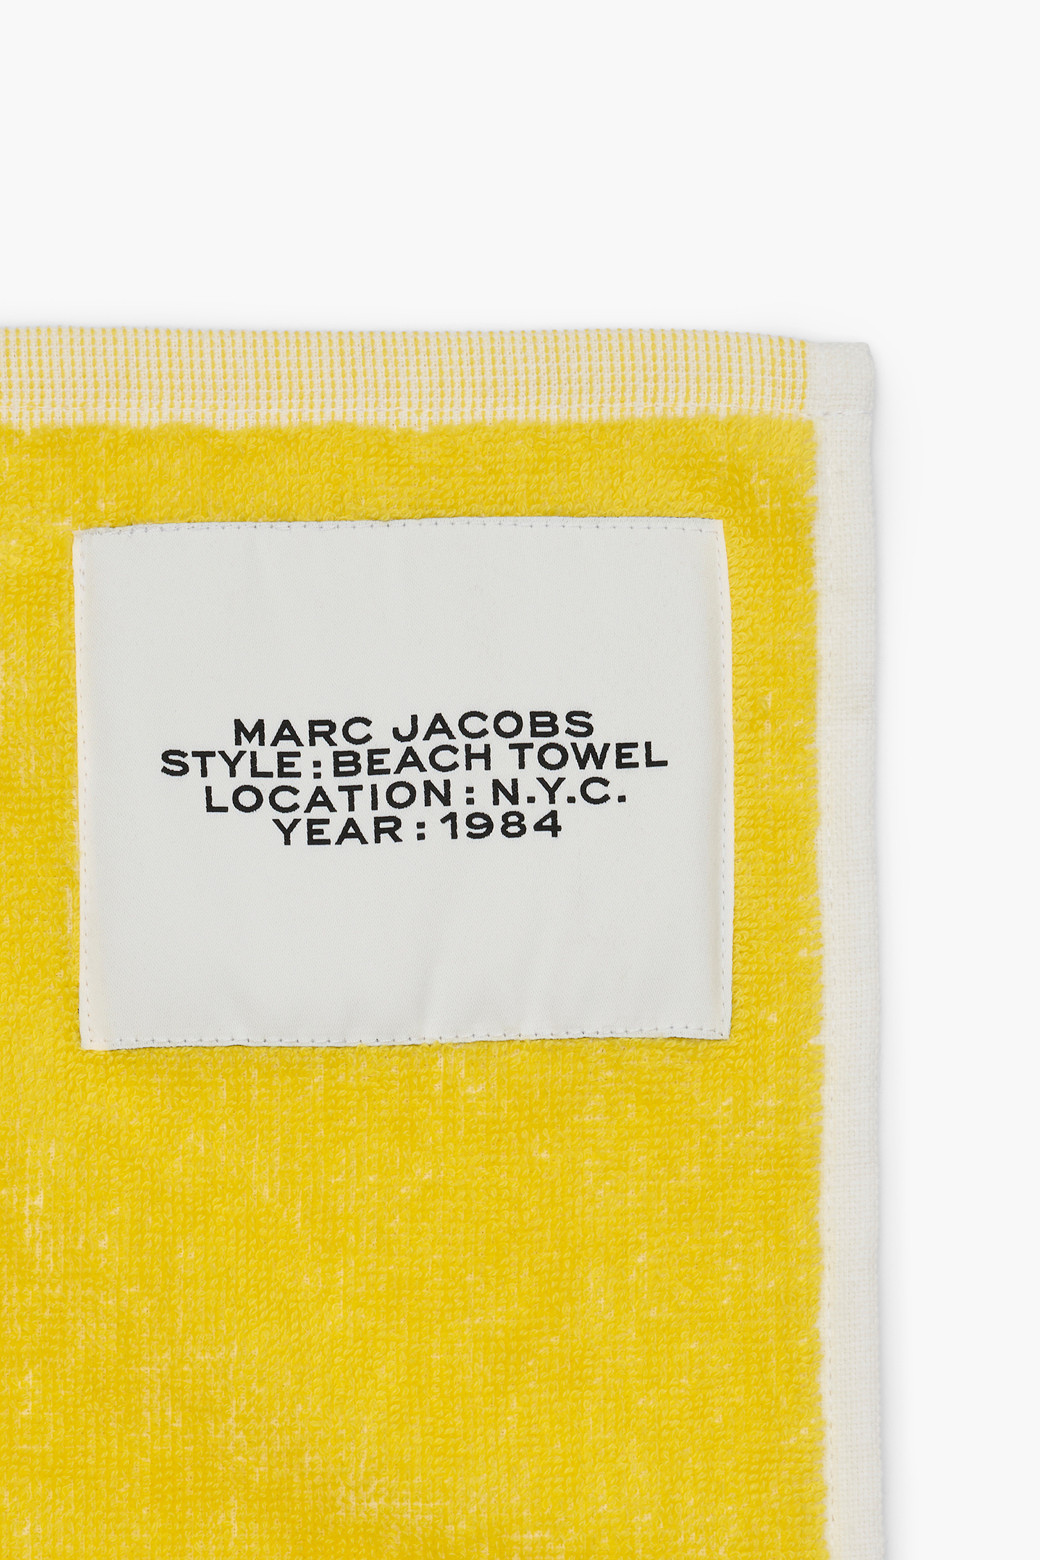 MARC JACOBS
STYLE : BEACH TOWEL
LOCATION : N.Y.C.
YEAR : 1984